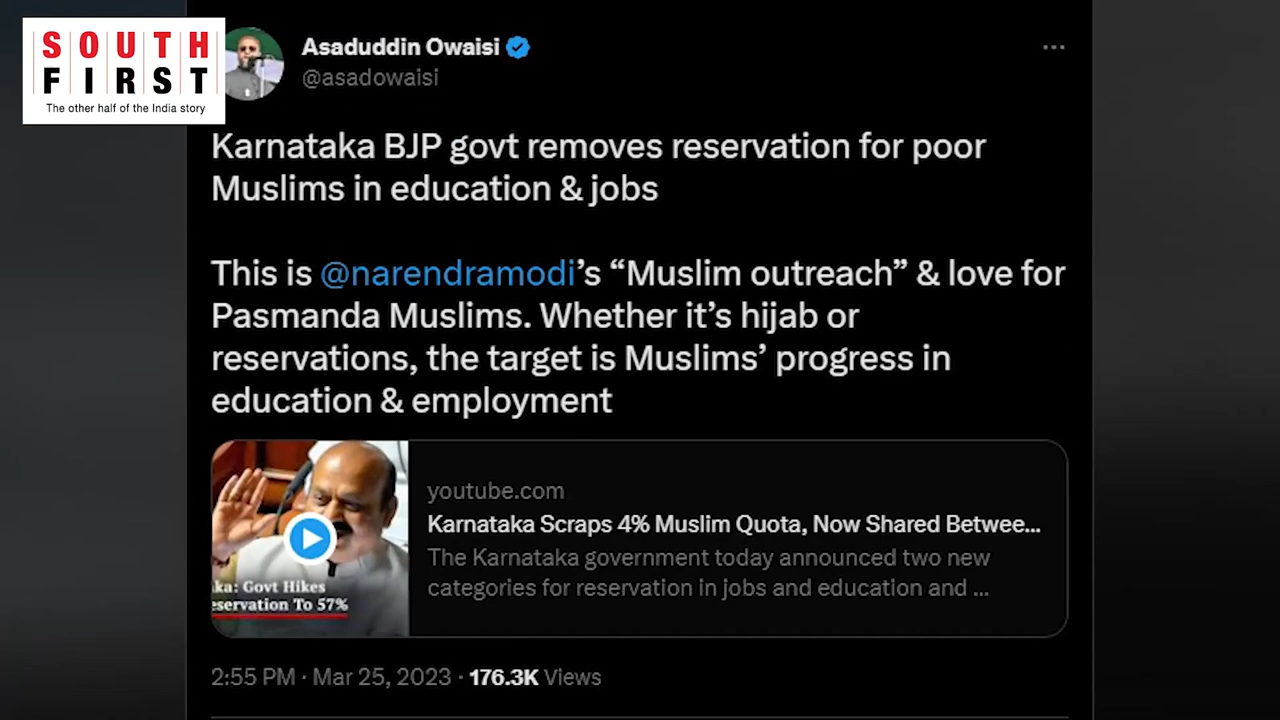 SOUTH
FIRST
The other half of the India story
Asaduddin Owaisi
@asadowaisi
Karnataka BJP govt removes reservation for poor
Muslims in education & jobs
This is @narendramodi’s “Muslim outreach” & love for
Pasmanda Muslims. Whether it’s hijab or
reservations, the target is Muslims’ progress in
education & employment
youtube.com
Karnataka Scraps 4% Muslim Quota, Now Shared Betwee...
The Karnataka government today announced two new
categories for reservation in jobs and education and ...
ka: Govt Hikes
eservation To 57%
2:55 PM · Mar 25, 2023 · 176.3K Views